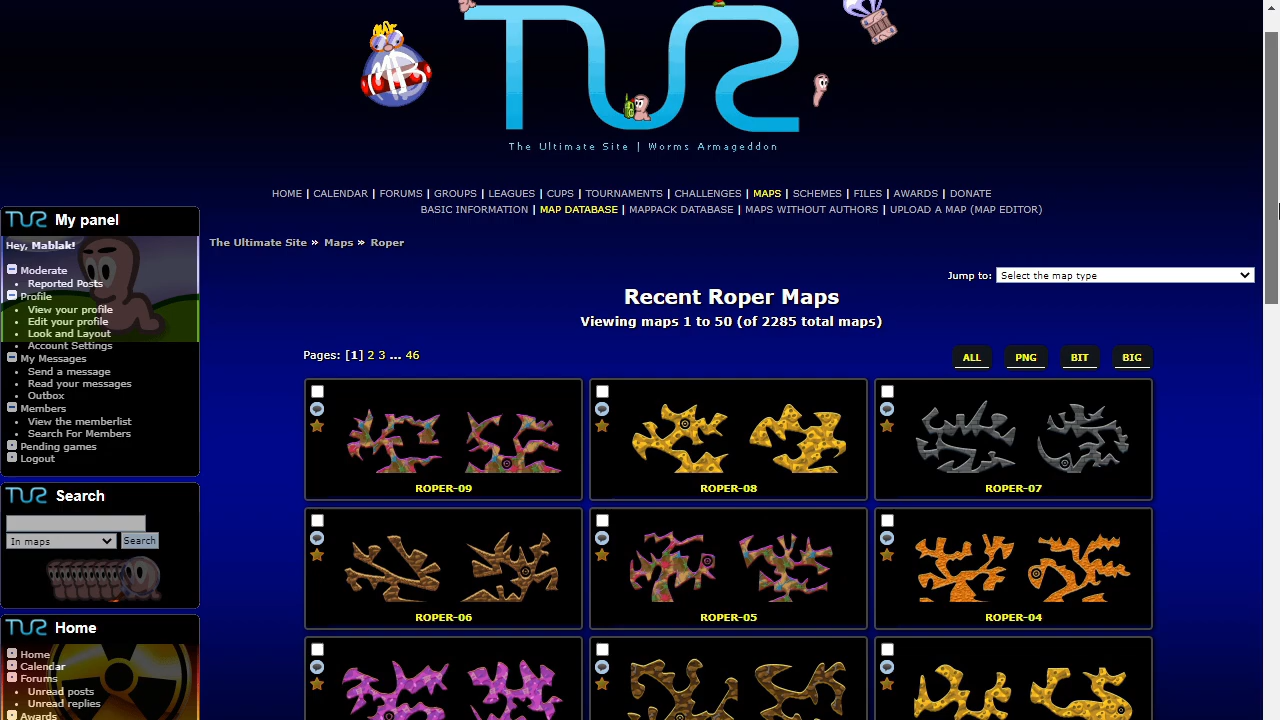 TUS
MB
The Ultimate Site | Worms Armageddon
HOME | CALENDAR | FORUMS | GROUPS | LEAGUES | CUPS | TOURNAMENTS | CHALLENGES | MAPS | SCHEMES | FILES | AWARDS | DONATE
BASIC INFORMATION | MAP DATABASE | MAPPACK DATABASE | MAPS WITHOUT AUTHORS | UPLOAD A MAP (MAP EDITOR)
TUS My panel
Hey, Mablak!
Moderate
Reported Posts
Profile
View your profile
Edit your profile
Look and Layout
Account Settings
My Messages
Send a message
Read your messages
Outbox
Members
View the memberlist
Search For Members
Pending games
Logout
TUS Search
In maps Search
TUS Home
Home
Calendar
Forums
Unread posts
Unread replies
Awards
The Ultimate Site » Maps » Roper
Jump to: Select the map type
Recent Roper Maps
Viewing maps 1 to 50 (of 2285 total maps)
Pages: [1] 2 3 ... 46
ALL PNG BIT BIG
ROPER-09 ROPER-08 ROPER-07
ROPER-06 ROPER-05 ROPER-04